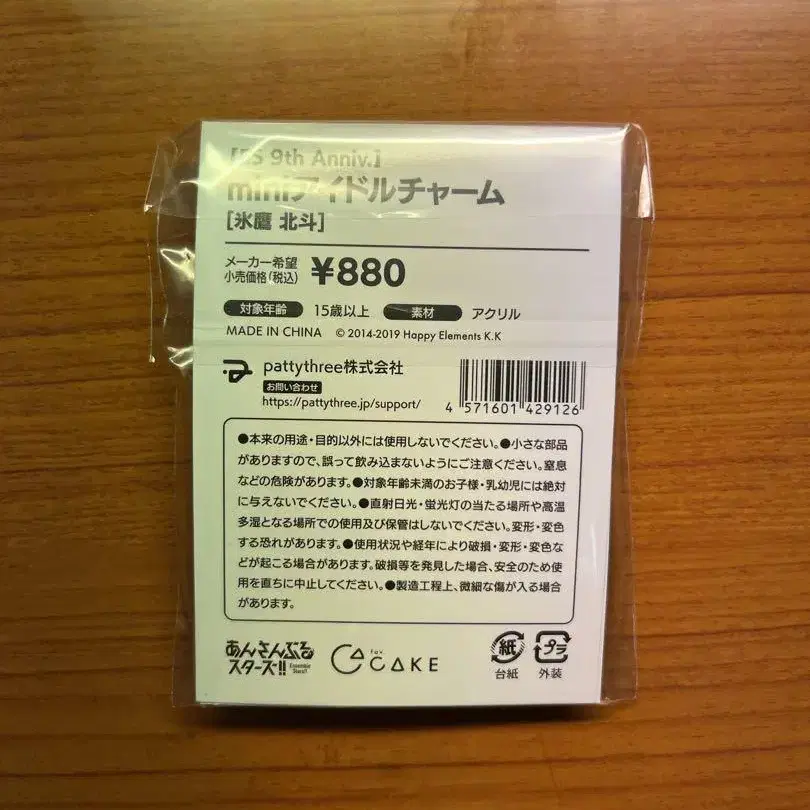 [ES 9th Anniv.]
miniアイドルチャーム
[氷鷹 北斗]
メーカー希望
小売価格(税込) ¥880
対象年齢 15歳以上 素材 アクリル
MADE IN CHINA © 2014-2019 Happy Elements K.K
pattythree株式会社
お問い合わせ
https://pattythree.jp/support/
4 571601 429126
●本来の用途・目的以外には使用しないでください。●小さな部品
がありますので、誤って飲み込まないようにご注意ください。窒息
などの危険があります。●対象年齢未満のお子様・乳幼児には絶対
に与えないでください。●直射日光・蛍光灯の当たる場所や高温
多湿となる場所での使用及び保管はしないでください。変形・変色
する恐れがあります。●使用状況や経年により破損・変形・変色な
どが起こる場合があります。破損等を発見した場合、安全のため使
用を直ちに中止してください。●製造工程上、微細な傷が入る場合
があります。
あんさんぶる
スターズ!!
Ensemble
Stars!!
fav.
CAKE
紙
台紙
プラ
外装